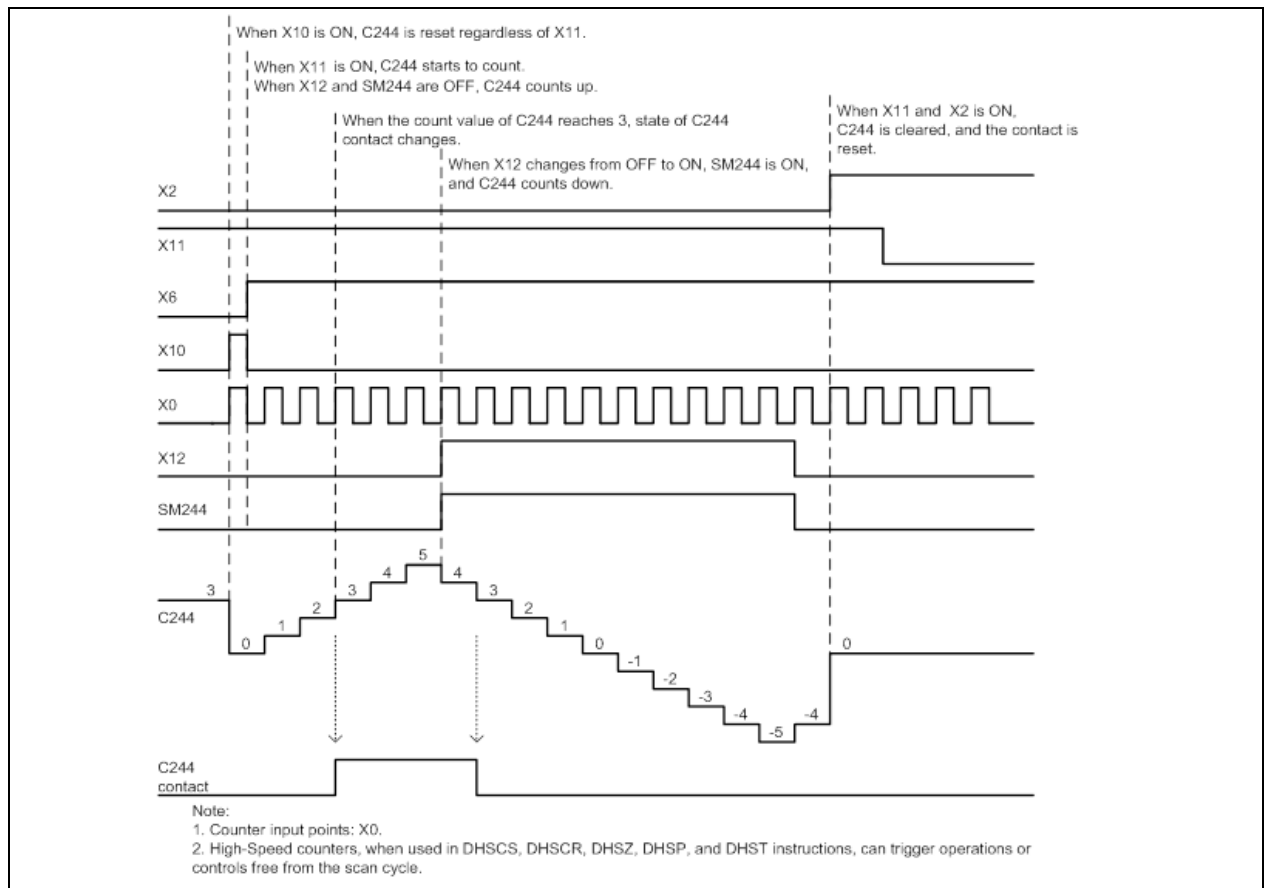 When X10 is ON, C244 is reset regardless of X11.
When X11 is ON, C244 starts to count.
When X12 and SM244 are OFF, C244 counts up.
When the count value of C244 reaches 3, state of C244
contact changes.
When X12 changes from OFF to ON, SM244 is ON,
and C244 counts down.
When X11 and X2 is ON,
C244 is cleared, and the contact is
reset.
X2
X11
X6
X10
X0
X12
SM244
C244
3
0
1
2
3
4
5
4
3
2
1
0
-1
-2
-3
-4
-5
-4
0
C244
contact
Note:
1. Counter input points: X0.
2. High-Speed counters, when used in DHSCS, DHSCR, DHSZ, DHSP, and DHST instructions, can trigger operations or
controls free from the scan cycle.